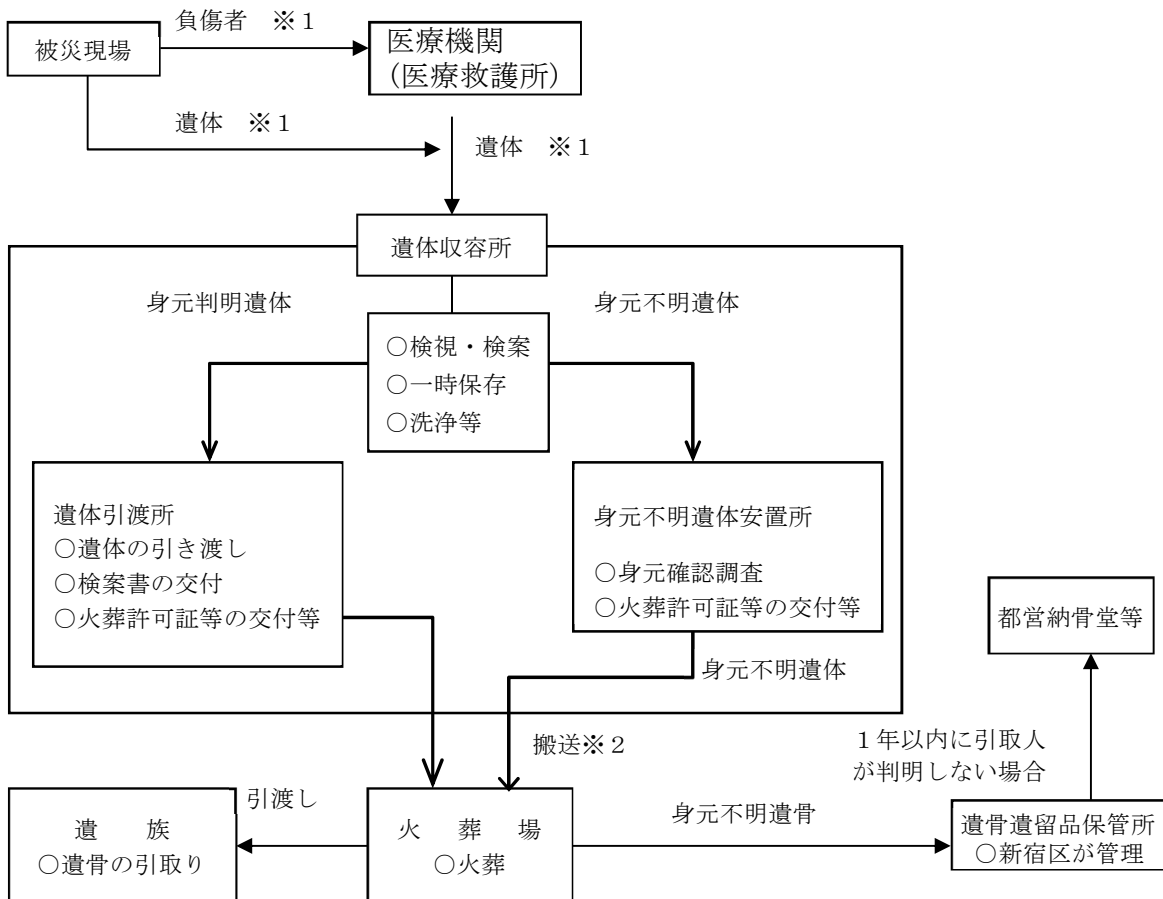 負傷者　※１
被災現場
医療機関
（医療救護所）
遺体　※１
遺体　※１
遺体収容所
身元判明遺体
身元不明遺体
○検視・検案
○一時保存
○洗浄等
遺体引渡所
○遺体の引き渡し
○検案書の交付
○火葬許可証等の交付等
身元不明遺体安置所
○身元確認調査
○火葬許可証等の交付等
都営納骨堂等
身元不明遺体
搬送※２
１年以内に引取人
が判明しない場合
引渡し
遺　族
○遺骨の引取り
火　葬　場
○火葬
身元不明遺骨
遺骨遺留品保管所
○新宿区が管理